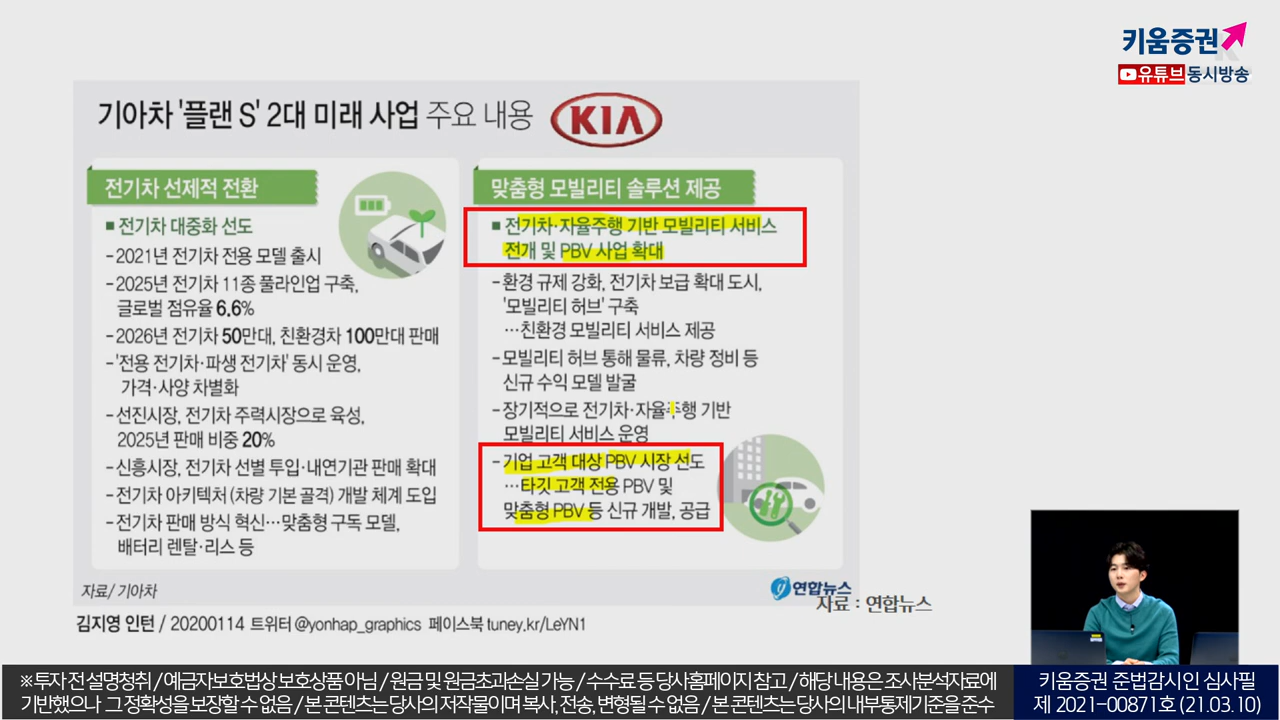 키움증권
유튜브 동시방송
기아차 '플랜 S' 2대 미래 사업 주요 내용
KIA
전기차 선제적 전환
■ 전기차 대중화 선도
-2021년 전기차 전용 모델 출시
-2025년 전기차 11종 풀라인업 구축,
글로벌 점유율 6.6%
-2026년 전기차 50만대, 친환경차 100만대 판매
-'전용 전기차·파생 전기차' 동시 운영,
가격·사양 차별화
-선진시장, 전기차 주력시장으로 육성,
2025년 판매 비중 20%
-신흥시장, 전기차 선별 투입·내연기관 판매 확대
-전기차 아키텍처(차량 기본 골격) 개발 체계 도입
-전기차 판매 방식 혁신…맞춤형 구독 모델,
배터리 렌탈·리스 등
맞춤형 모빌리티 솔루션 제공
■ 전기차·자율주행 기반 모빌리티 서비스
전개 및 PBV 사업 확대
-환경 규제 강화, 전기차 보급 확대 도시,
'모빌리티 허브' 구축
…친환경 모빌리티 서비스 제공
-모빌리티 허브 통해 물류, 차량 정비 등
신규 수익 모델 발굴
-장기적으로 전기차·자율주행 기반
모빌리티 서비스 운영
-기업 고객 대상 PBV 시장 선도
…타깃 고객 전용 PBV 및
맞춤형 PBV 등 신규 개발, 공급
자료/ 기아차
연합뉴스
자료 : 연합뉴스
김지영 인턴 / 20200114 트위터 @yonhap_graphics 페이스북 tuney.kr/LeYN1
※ 투자 전 설명청취 / 예금자보호법상 보호상품 아님 / 원금 및 원금초과손실 가능 / 수수료 등 당사홈페이지 참고 / 해당 내용은 조사분석자료에
기반했으나 그 정확성을 보장할 수 없음 / 본 콘텐츠는 당사의 저작물이며 복사, 전송, 변형될 수 없음 / 본 콘텐츠는 당사의 내부통제기준을 준수
키움증권 준법감시인 심사필
제 2021-00871호 (21.03.10)